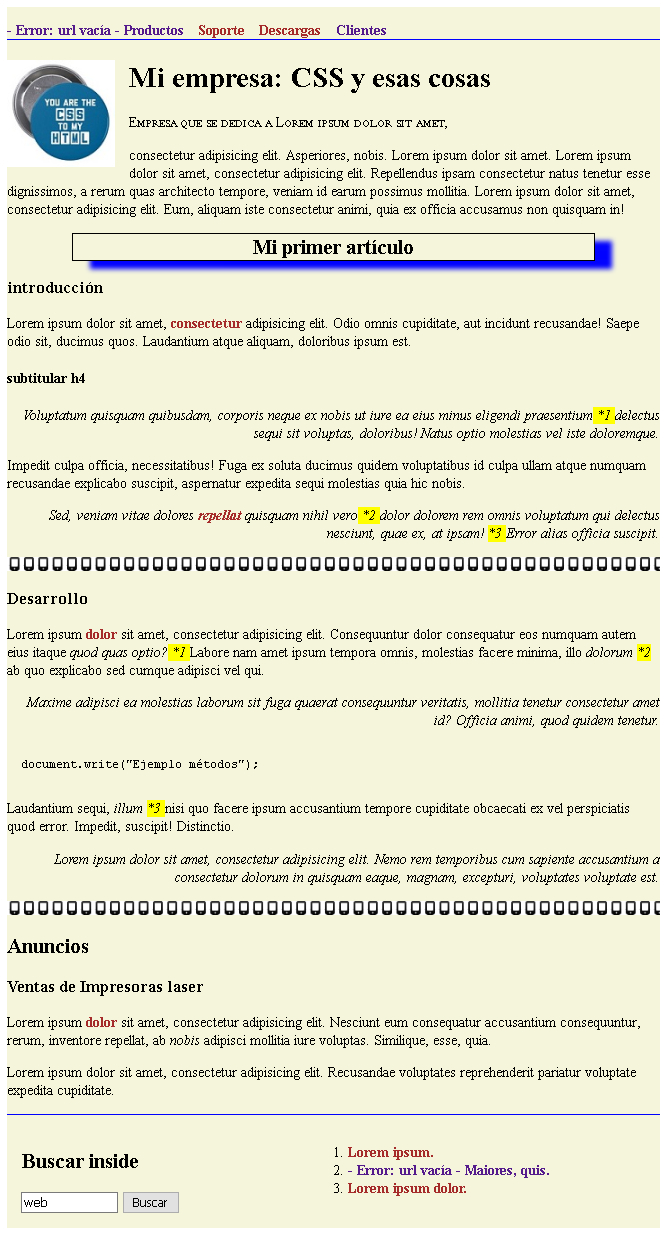 - Error: url vacía - Productos Soporte Descargas Clientes
YOU ARE THE
CSS
TO MY
HTML
Mi empresa: CSS y esas cosas
Empresa que se dedica a Lorem ipsum dolor sit amet,
consectetur adipisicing elit. Asperiores, nobis. Lorem ipsum dolor sit amet. Lorem ipsum
dolor sit amet, consectetur adipisicing elit. Repellendus ipsam consectetur natus tenetur esse
dignissimos, a rerum quas architecto tempore, veniam id earum possimus mollitia. Lorem ipsum dolor sit amet,
consectetur adipisicing elit. Eum, aliquam iste consectetur animi, quia ex officia accusamus non quisquam in!
Mi primer artículo
introducción
Lorem ipsum dolor sit amet, consectetur adipisicing elit. Odio omnis cupiditate, aut incidunt recusandae! Saepe
odio sit, ducimus quos. Laudantium atque aliquam, doloribus ipsum est.
subtitular h4
Voluptatum quisquam quibusdam, corporis neque ex nobis ut iure ea eius minus eligendi praesentium *1 delectus
sequi sit voluptas, doloribus! Natus optio molestias vel iste doloremque.
Impedit culpa officia, necessitatibus! Fuga ex soluta ducimus quidem voluptatibus id culpa ullam atque numquam
recusandae explicabo suscipit, aspernatur expedita sequi molestias quia hic nobis.
Sed, veniam vitae dolores repellat quisquam nihil vero *2 dolor dolorem rem omnis voluptatum qui delectus
nesciunt, quae ex, at ipsam! *3 Error alias officia suscipit.
Desarrollo
Lorem ipsum dolor sit amet, consectetur adipisicing elit. Consequuntur dolor consequatur eos numquam autem
eius itaque quod quas optio? *1 Labore nam amet ipsum tempora omnis, molestias facere minima, illo dolorum *2
ab quo explicabo sed cumque adipisci vel qui.
Maxime adipisci ea molestias laborum sit fuga quaerat consequuntur veritatis, mollitia tenetur consectetur amet
id? Officia animi, quod quidem tenetur.
document.write("Ejemplo métodos");
Laudantium sequi, illum *3 nisi quo facere ipsum accusantium tempore cupiditate obcaecati ex vel perspiciatis
quod error. Impedit, suscipit! Distinctio.
Lorem ipsum dolor sit amet, consectetur adipisicing elit. Nemo rem temporibus cum sapiente accusantium a
consectetur dolorum in quisquam eaque, magnam, excepturi, voluptates voluptate est.
Anuncios
Ventas de Impresoras laser
Lorem ipsum dolor sit amet, consectetur adipisicing elit. Nesciunt eum consequatur accusantium consequuntur,
rerum, inventore repellat, ab nobis adipisci mollitia iure voluptas. Similique, esse, quia.
Lorem ipsum dolor sit amet, consectetur adipisicing elit. Recusandae voluptates reprehenderit pariatur voluptate
expedita cupiditate.
Buscar inside
web Buscar
1. Lorem ipsum.
2. - Error: url vacía - Maiores, quis.
3. Lorem ipsum dolor.